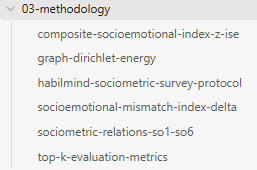 03-methodology
composite-socioemotional-index-z-ise
graph-dirichlet-energy
habilmind-sociometric-survey-protocol
socioemotional-mismatch-index-delta
sociometric-relations-so1-so6
top-k-evaluation-metrics